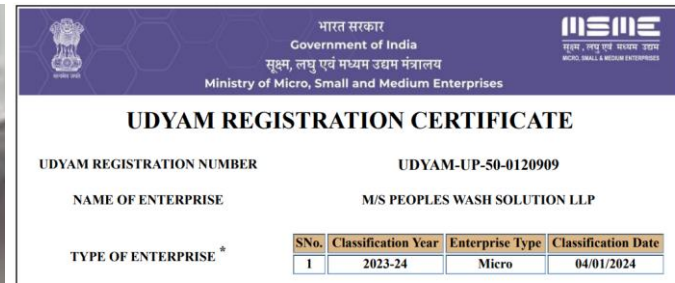 भारत सरकार
Government of India
सूक्ष्म, लघु एवं मध्यम उद्यम मंत्रालय
Ministry of Micro, Small and Medium Enterprises
MSME
सूक्ष्म, लघु एवं मध्यम उद्यम
MICRO, SMALL & MEDIUM ENTERPRISES
UDYAM REGISTRATION CERTIFICATE
UDYAM REGISTRATION NUMBER UDYAM-UP-50-0120909
NAME OF ENTERPRISE M/S PEOPLES WASH SOLUTION LLP
TYPE OF ENTERPRISE *
SNo. Classification Year Enterprise Type Classification Date
1 2023-24 Micro 04/01/2024